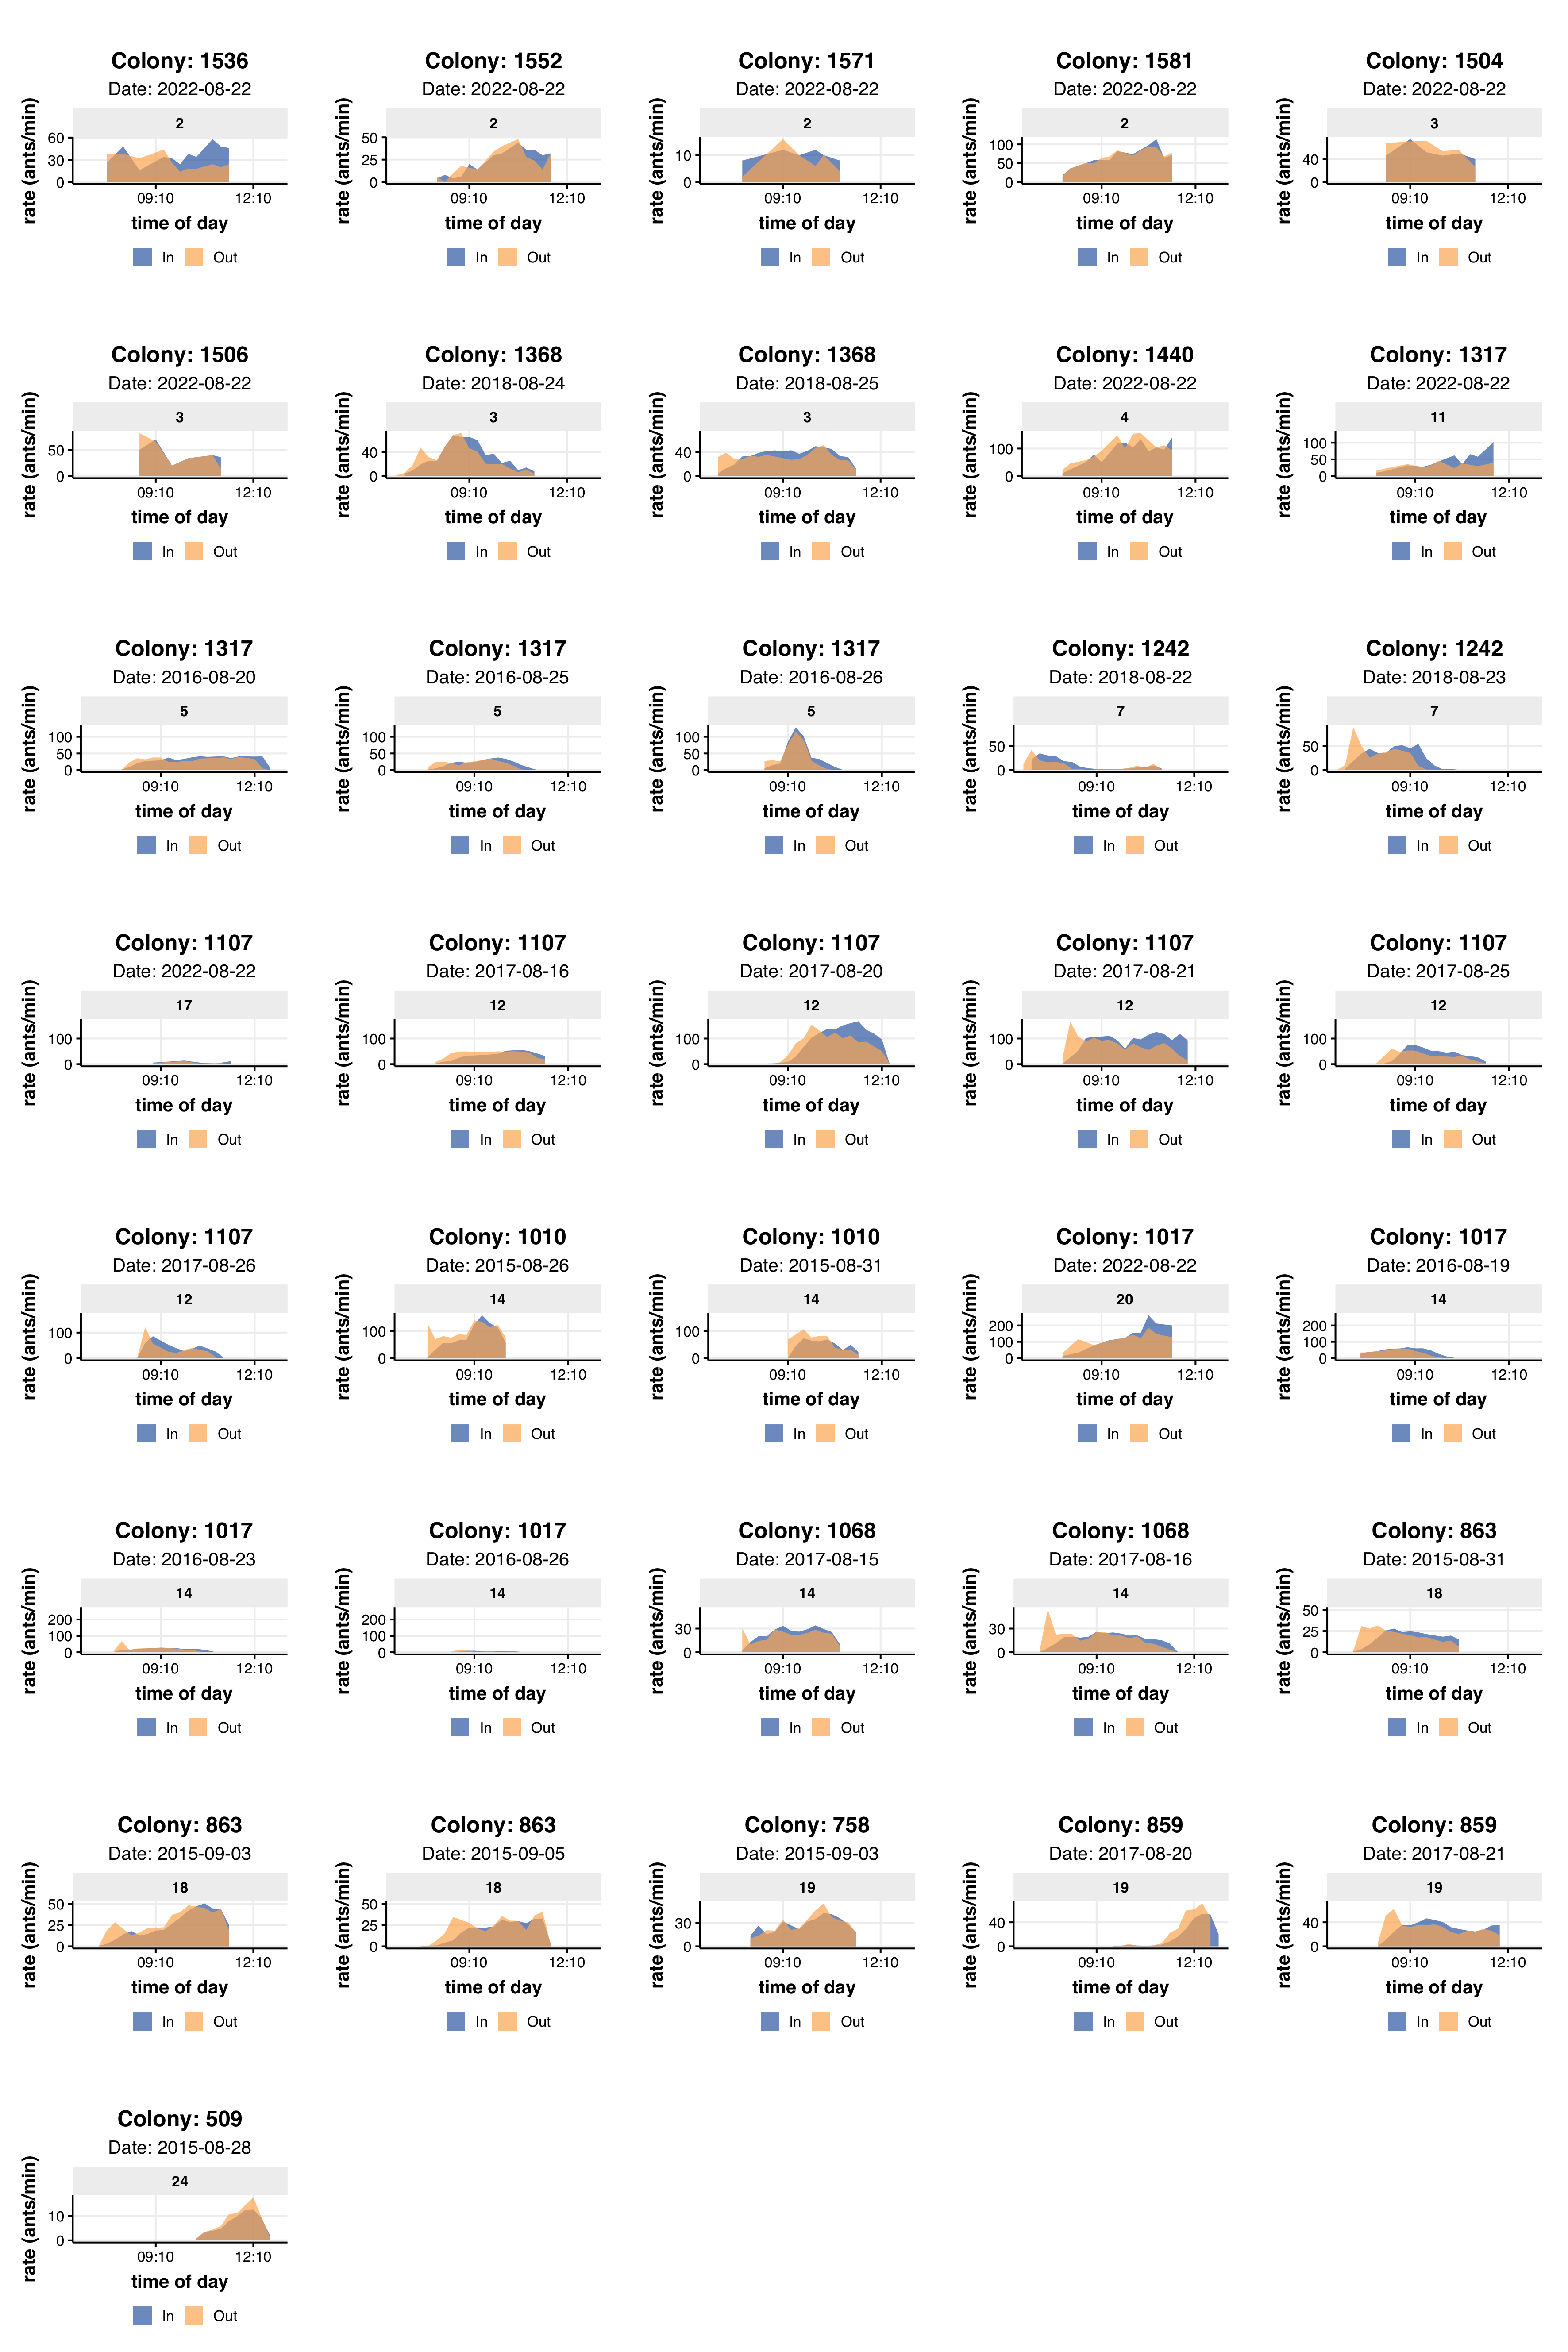 Colony: 1536
Date: 2022-08-22
2
rate (ants/min)
60
30
0
09:10 12:10
time of day
In Out
Colony: 1552
Date: 2022-08-22
2
rate (ants/min)
50
25
0
09:10 12:10
time of day
In Out
Colony: 1571
Date: 2022-08-22
2
rate (ants/min)
10
0
09:10 12:10
time of day
In Out
Colony: 1581
Date: 2022-08-22
2
rate (ants/min)
100
50
0
09:10 12:10
time of day
In Out
Colony: 1504
Date: 2022-08-22
3
rate (ants/min)
40
0
09:10 12:10
time of day
In Out
Colony: 1506
Date: 2022-08-22
3
rate (ants/min)
50
0
09:10 12:10
time of day
In Out
Colony: 1368
Date: 2018-08-24
3
rate (ants/min)
40
0
09:10 12:10
time of day
In Out
Colony: 1368
Date: 2018-08-25
3
rate (ants/min)
40
0
09:10 12:10
time of day
In Out
Colony: 1440
Date: 2022-08-22
4
rate (ants/min)
100
0
09:10 12:10
time of day
In Out
Colony: 1317
Date: 2022-08-22
11
rate (ants/min)
100
50
0
09:10 12:10
time of day
In Out
Colony: 1317
Date: 2016-08-20
5
rate (ants/min)
100
50
0
09:10 12:10
time of day
In Out
Colony: 1317
Date: 2016-08-25
5
rate (ants/min)
100
50
0
09:10 12:10
time of day
In Out
Colony: 1317
Date: 2016-08-26
5
rate (ants/min)
100
50
0
09:10 12:10
time of day
In Out
Colony: 1242
Date: 2018-08-22
7
rate (ants/min)
50
0
09:10 12:10
time of day
In Out
Colony: 1242
Date: 2018-08-23
7
rate (ants/min)
50
0
09:10 12:10
time of day
In Out
Colony: 1107
Date: 2022-08-22
17
rate (ants/min)
100
0
09:10 12:10
time of day
In Out
Colony: 1107
Date: 2017-08-16
12
rate (ants/min)
100
0
09:10 12:10
time of day
In Out
Colony: 1107
Date: 2017-08-20
12
rate (ants/min)
100
0
09:10 12:10
time of day
In Out
Colony: 1107
Date: 2017-08-21
12
rate (ants/min)
100
0
09:10 12:10
time of day
In Out
Colony: 1107
Date: 2017-08-25
12
rate (ants/min)
100
0
09:10 12:10
time of day
In Out
Colony: 1107
Date: 2017-08-26
12
rate (ants/min)
100
0
09:10 12:10
time of day
In Out
Colony: 1010
Date: 2015-08-26
14
rate (ants/min)
100
0
09:10 12:10
time of day
In Out
Colony: 1010
Date: 2015-08-31
14
rate (ants/min)
100
0
09:10 12:10
time of day
In Out
Colony: 1017
Date: 2022-08-22
20
rate (ants/min)
200
100
0
09:10 12:10
time of day
In Out
Colony: 1017
Date: 2016-08-19
14
rate (ants/min)
200
100
0
09:10 12:10
time of day
In Out
Colony: 1017
Date: 2016-08-23
14
rate (ants/min)
200
100
0
09:10 12:10
time of day
In Out
Colony: 1017
Date: 2016-08-26
14
rate (ants/min)
200
100
0
09:10 12:10
time of day
In Out
Colony: 1068
Date: 2017-08-15
14
rate (ants/min)
30
0
09:10 12:10
time of day
In Out
Colony: 1068
Date: 2017-08-16
14
rate (ants/min)
30
0
09:10 12:10
time of day
In Out
Colony: 863
Date: 2015-08-31
18
rate (ants/min)
50
25
0
09:10 12:10
time of day
In Out
Colony: 863
Date: 2015-09-03
18
rate (ants/min)
50
25
0
09:10 12:10
time of day
In Out
Colony: 863
Date: 2015-09-05
18
rate (ants/min)
50
25
0
09:10 12:10
time of day
In Out
Colony: 758
Date: 2015-09-03
19
rate (ants/min)
30
0
09:10 12:10
time of day
In Out
Colony: 859
Date: 2017-08-20
19
rate (ants/min)
40
0
09:10 12:10
time of day
In Out
Colony: 859
Date: 2017-08-21
19
rate (ants/min)
40
0
09:10 12:10
time of day
In Out
Colony: 509
Date: 2015-08-28
24
rate (ants/min)
10
0
09:10 12:10
time of day
In Out